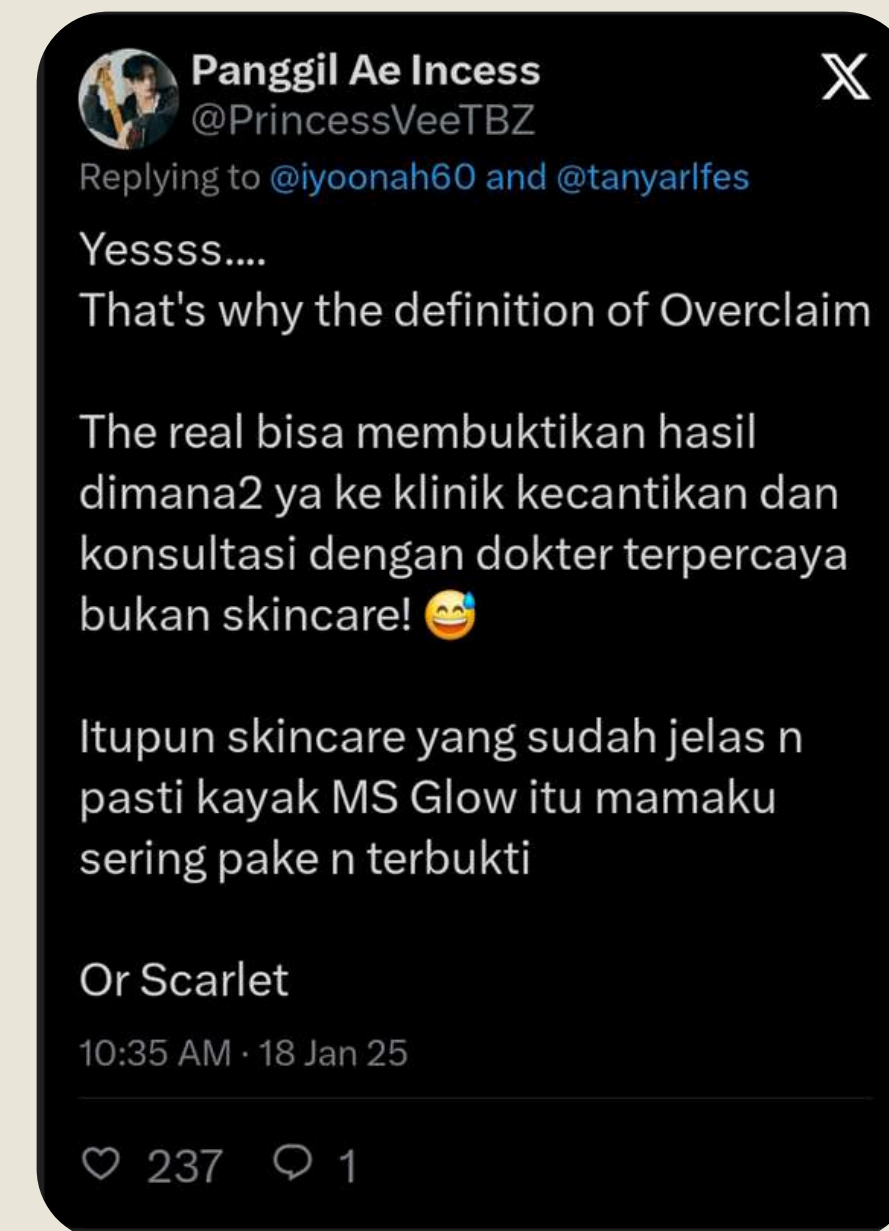 Panggil Ae Incess
@PrincessVeeTBZ
Replying to @iyoonah60 and @tanyarlfes
Yessss....
That's why the definition of Overclaim
The real bisa membuktikan hasil
dimana2 ya ke klinik kecantikan dan
konsultasi dengan dokter terpercaya
bukan skincare! 😅
Itupun skincare yang sudah jelas n
pasti kayak MS Glow itu mamaku
sering pake n terbukti
Or Scarlet
10:35 AM · 18 Jan 25
237 1